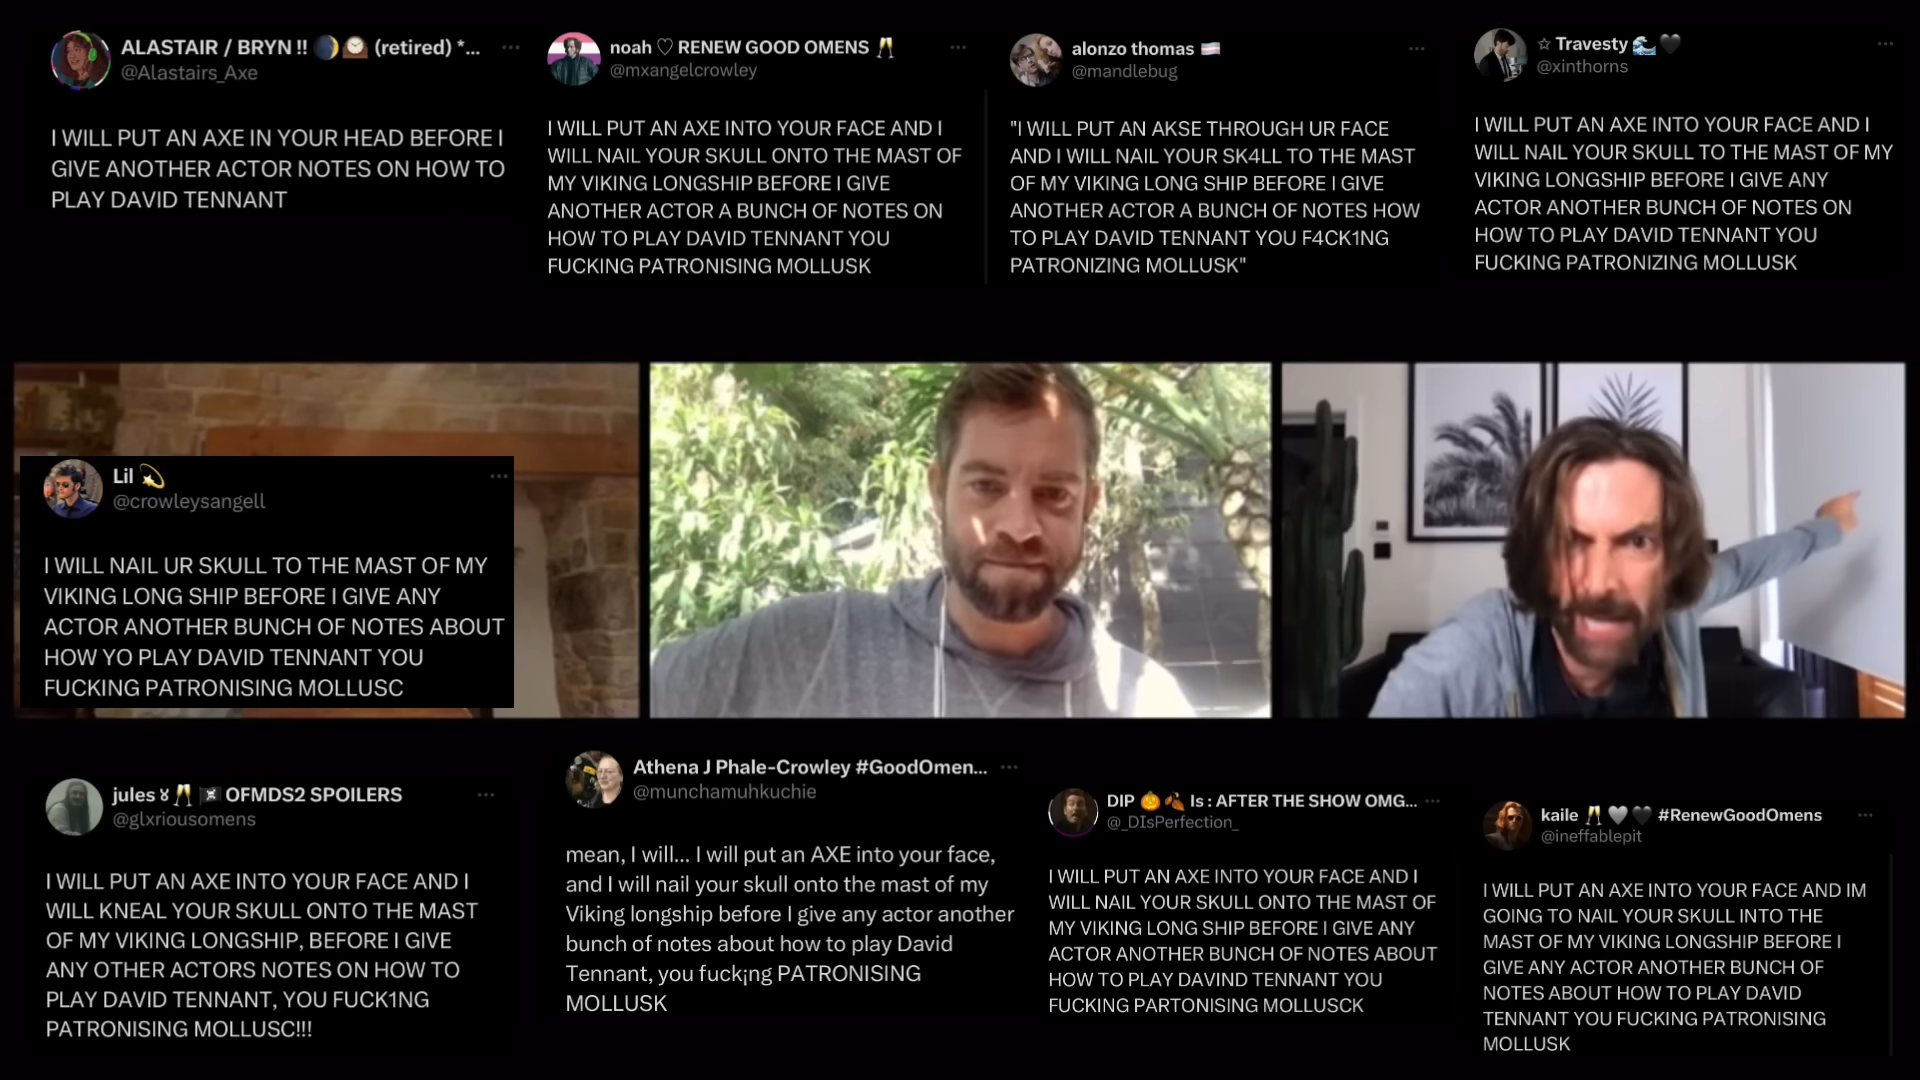 ALASTAIR / BRYN !! 🌒🕰️ (retired) *...
@Alastairs_Axe
I WILL PUT AN AXE IN YOUR HEAD BEFORE I
GIVE ANOTHER ACTOR NOTES ON HOW TO
PLAY DAVID TENNANT
noah ♡ RENEW GOOD OMENS 🥂
@mxangelcrowley
I WILL PUT AN AXE INTO YOUR FACE AND I
WILL NAIL YOUR SKULL ONTO THE MAST OF
MY VIKING LONGSHIP BEFORE I GIVE
ANOTHER ACTOR A BUNCH OF NOTES ON
HOW TO PLAY DAVID TENNANT YOU
FUCKING PATRONISING MOLLUSK
alonzo thomas 🏳️‍⚧️
@mandlebug
"I WILL PUT AN AKSE THROUGH UR FACE
AND I WILL NAIL YOUR SK4LL TO THE MAST
OF MY VIKING LONG SHIP BEFORE I GIVE
ANOTHER ACTOR A BUNCH OF NOTES HOW
TO PLAY DAVID TENNANT YOU F4CK1NG
PATRONIZING MOLLUSK"
☆ Travesty 🌊🖤
@xinthorns
I WILL PUT AN AXE INTO YOUR FACE AND I
WILL NAIL YOUR SKULL TO THE MAST OF MY
VIKING LONGSHIP BEFORE I GIVE ANY
ACTOR ANOTHER BUNCH OF NOTES ON
HOW TO PLAY DAVID TENNANT YOU
FUCKING PATRONIZING MOLLUSK
Lil 💫
@crowleysangell
I WILL NAIL UR SKULL TO THE MAST OF MY
VIKING LONG SHIP BEFORE I GIVE ANY
ACTOR ANOTHER BUNCH OF NOTES ABOUT
HOW YO PLAY DAVID TENNANT YOU
FUCKING PATRONISING MOLLUSC
jules ౪ 🥂 🏴‍☠️ OFMDS2 SPOILERS
@glxriousomens
I WILL PUT AN AXE INTO YOUR FACE AND I
WILL KNEAL YOUR SKULL ONTO THE MAST
OF MY VIKING LONGSHIP, BEFORE I GIVE
ANY OTHER ACTORS NOTES ON HOW TO
PLAY DAVID TENNANT, YOU FUCK1NG
PATRONISING MOLLUSC!!!
Athena J Phale-Crowley #GoodOmen...
@munchamuhkuchie
mean, I will... I will put an AXE into your face,
and I will nail your skull onto the mast of my
Viking longship before I give any actor another
bunch of notes about how to play David
Tennant, you fuck¡ng PATRONISING
MOLLUSK
DIP 🎃🍂 Is : AFTER THE SHOW OMG...
@_DIsPerfection_
I WILL PUT AN AXE INTO YOUR FACE AND I
WILL NAIL YOUR SKULL ONTO THE MAST OF
MY VIKING LONG SHIP BEFORE I GIVE ANY
ACTOR ANOTHER BUNCH OF NOTES ABOUT
HOW TO PLAY DAVIND TENNANT YOU
FUCKING PARTONISING MOLLUSCK
kaile 🥂 🤍🖤 #RenewGoodOmens
@ineffablepit
I WILL PUT AN AXE INTO YOUR FACE AND IM
GOING TO NAIL YOUR SKULL INTO THE
MAST OF MY VIKING LONGSHIP BEFORE I
GIVE ANY ACTOR ANOTHER BUNCH OF
NOTES ABOUT HOW TO PLAY DAVID
TENNANT YOU FUCKING PATRONISING
MOLLUSK